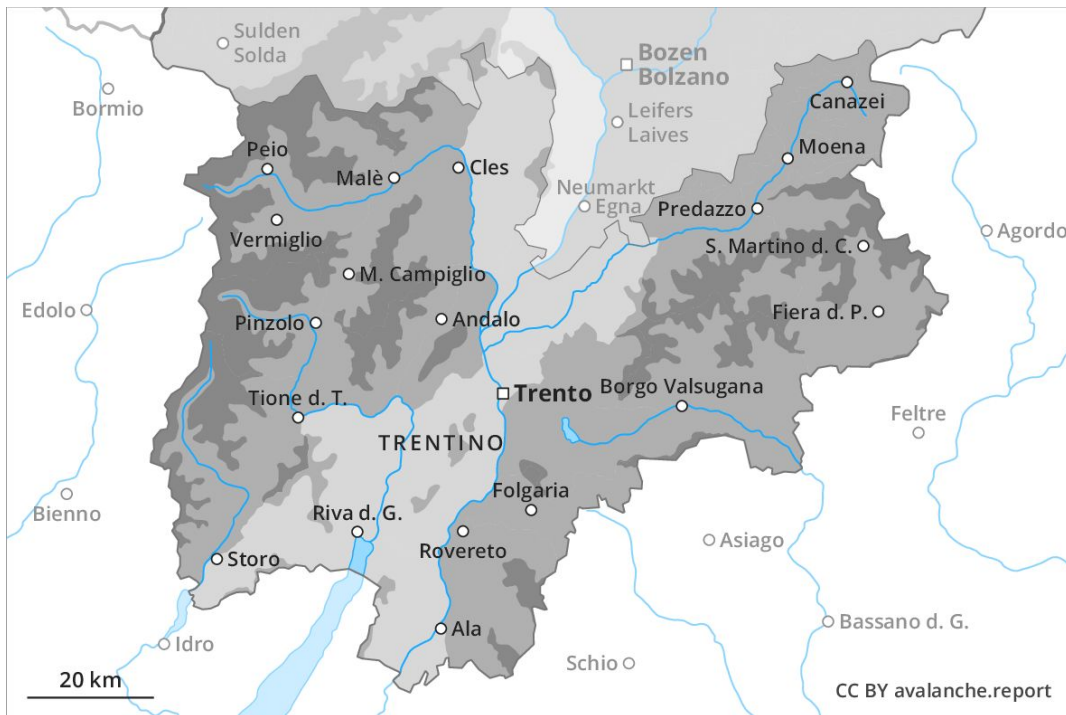 Sulden
Solda
Bozen
Bolzano
Bormio
Canazei
Leifers
Laives
Peio
Moena
Malè
Cles
Neumarkt
Egna
Predazzo
Vermiglio
Agordo
S. Martino d. C.
M. Campiglio
Edolo
Pinzolo
Andalo
Fiera d. P.
Trento
Borgo Valsugana
Tione d. T.
Feltre
TRENTINO
Bienno
Folgaria
Riva d. G.
Asiago
Rovereto
Storo
Ala
Bassano d. G.
Idro
Schio
20 km
CC BY avalanche.report